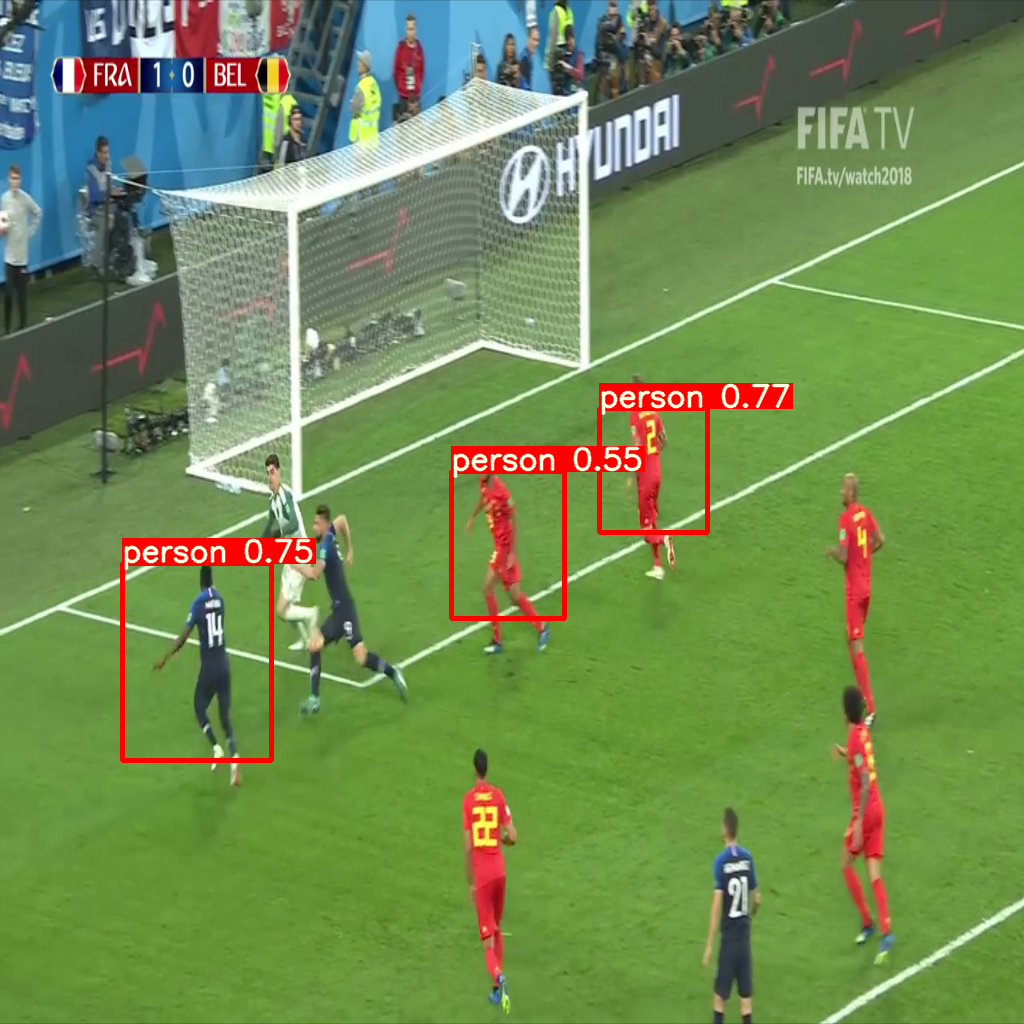 FRA 1 0 BEL
FIFA TV
FIFA.tv/watch2018
HYUNDAI
person 0.77
2
person 0.55
4
person 0.75
14
9
22
21